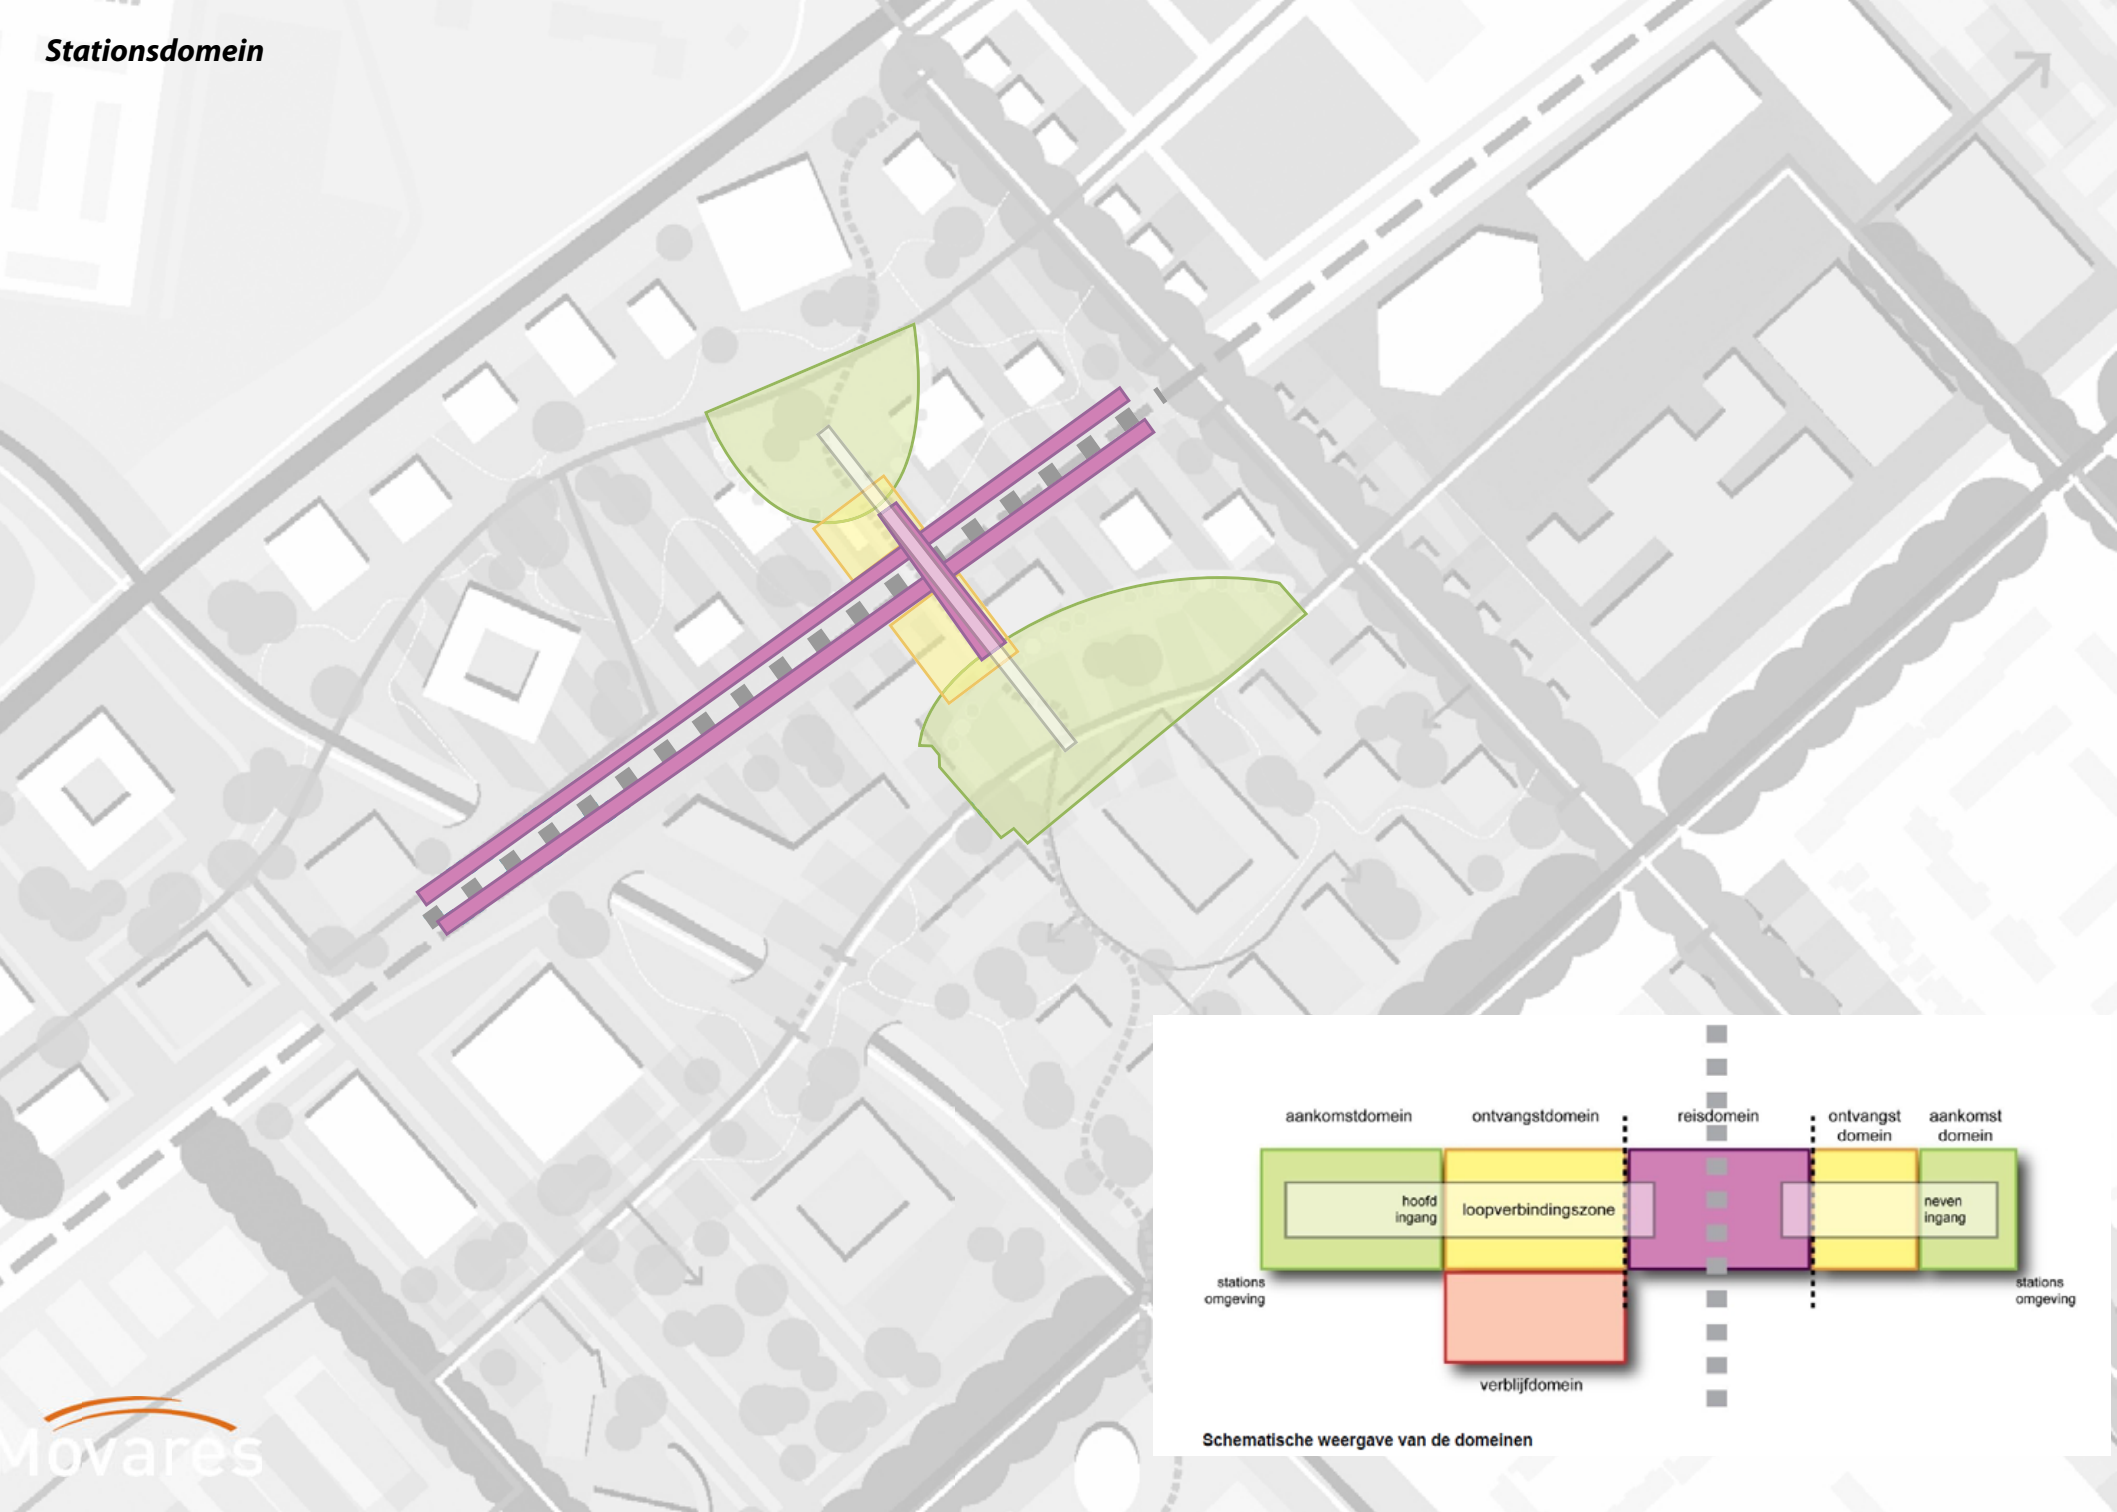 Stationsdomein
aankomstdomein
ontvangstdomein
reisdomein
ontvangst
domein
aankomst
domein
hoofd
ingang
loopverbindingszone
neven
ingang
stations
omgeving
stations
omgeving
verblijfdomein
Schematische weergave van de domeinen
Movares